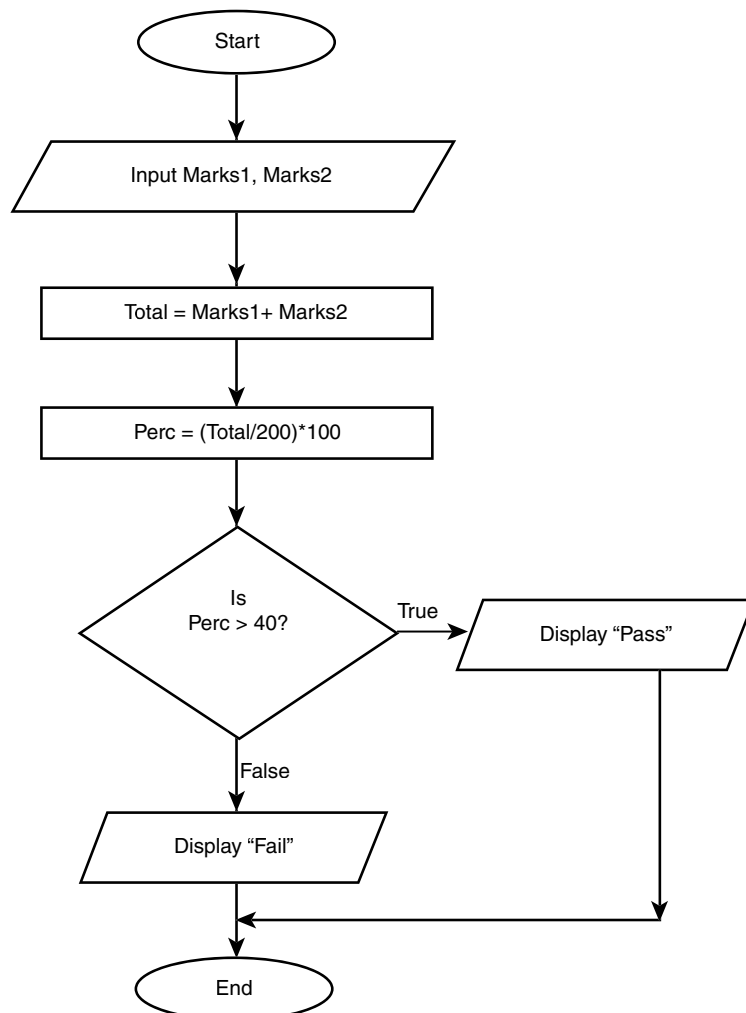 Start
Input Marks1, Marks2
Total = Marks1+ Marks2
Perc = (Total/200)*100
Is
Perc > 40?
True
Display “Pass”
False
Display “Fail”
End